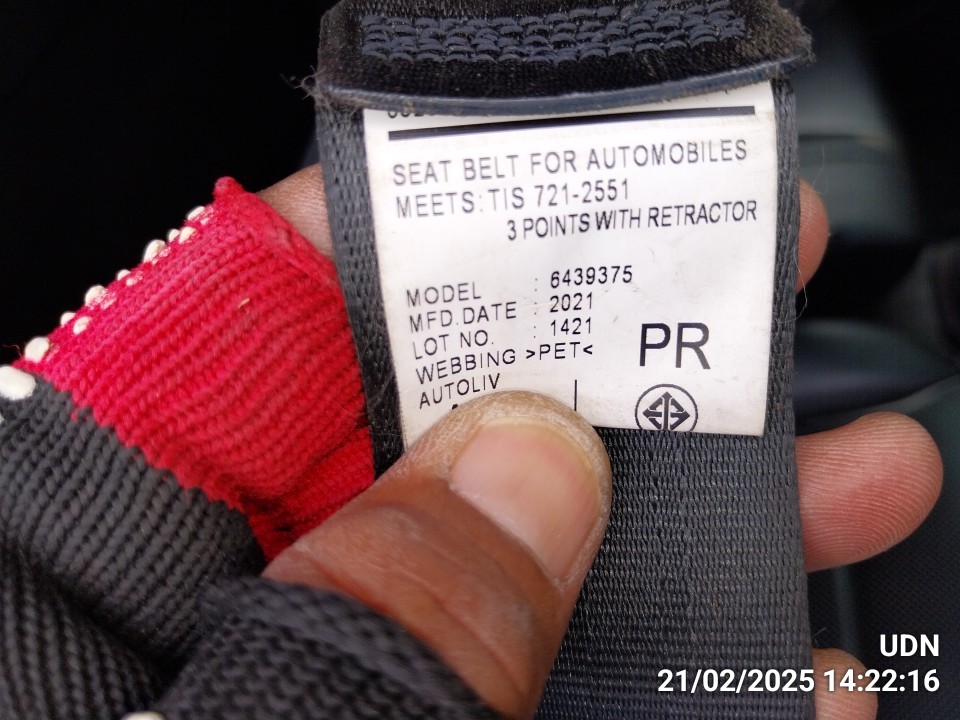 SEAT BELT FOR AUTOMOBILES
MEETS: TIS 721-2551
3 POINTS WITH RETRACTOR
MODEL : 6439375
MFD.DATE : 2021
LOT NO. : 1421
WEBBING >PET<
AUTOLIV
PR
UDN
21/02/2025 14:22:16